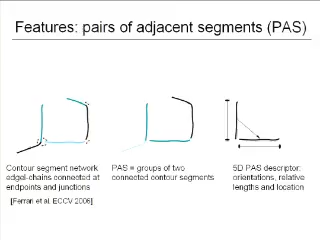 Features: pairs of adjacent segments (PAS)
Contour segment network
edgel-chains connected at
endpoints and junctions
[Ferrari et al. ECCV 2006]
PAS = groups of two
connected contour segments
5D PAS descriptor:
orientations, relative
lengths and location